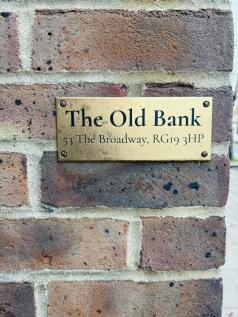 The Old Bank
53 The Broadway, RG19 3HP